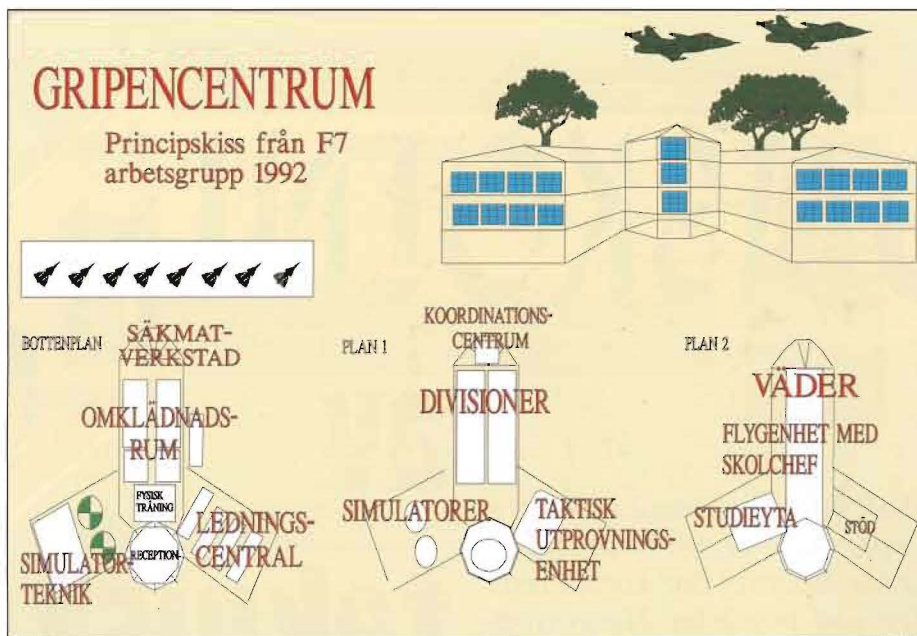 GRIPENCENTRUM
Principskiss från F7
arbetsgrupp 1992
BOTTENPLAN
SÄKMAT-
VERKSTAD
OMKLÄDNADS-
RUM
FYSISK
TRÄNING
RECEPTION
LEDNINGS-
CENTRAL
SIMULATOR-
TEKNIK
PLAN 1
KOORDINATIONS-
CENTRUM
DIVISIONER
SIMULATORER
TAKTISK
UTPROVNINGS-
ENHET
PLAN 2
VÄDER
FLYGENHET MED
SKOLCHEF
STUDIEYTA
STÖD